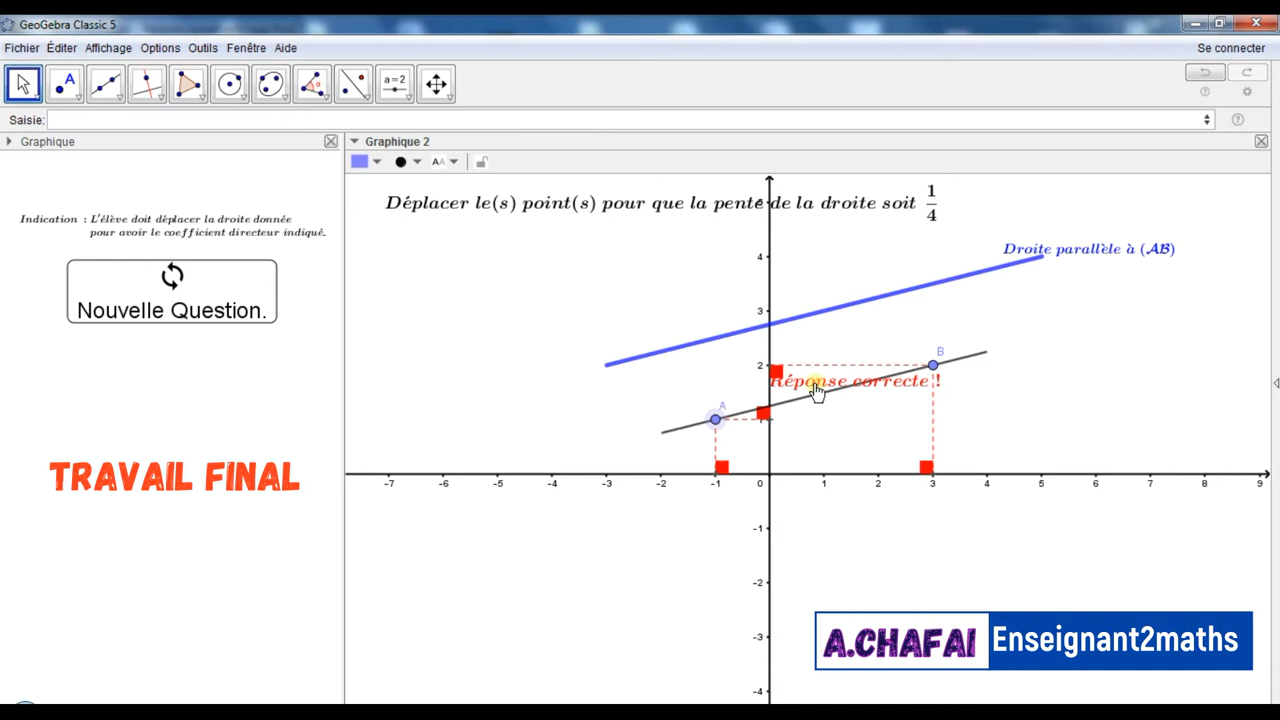 GeoGebra Classic 5
Fichier Éditer Affichage Options Outils Fenêtre Aide Se connecter
A a=2
Saisie:
Graphique
Graphique 2
AA
Déplacer le(s) point(s) pour que la pente de la droite soit 1/4
Indication : L'élève doit déplacer la droite donnée
pour avoir le coefficient directeur indiqué.
Nouvelle Question.
Droite parallèle à (AB)
4
3
B
2
Réponse correcte !
A
1
TRAVAIL FINAL
-7 -6 -5 -4 -3 -2 -1 0 1 2 3 4 5 6 7 8 9
-1
-2
-3
-4
A.CHAFAI Enseignant2maths